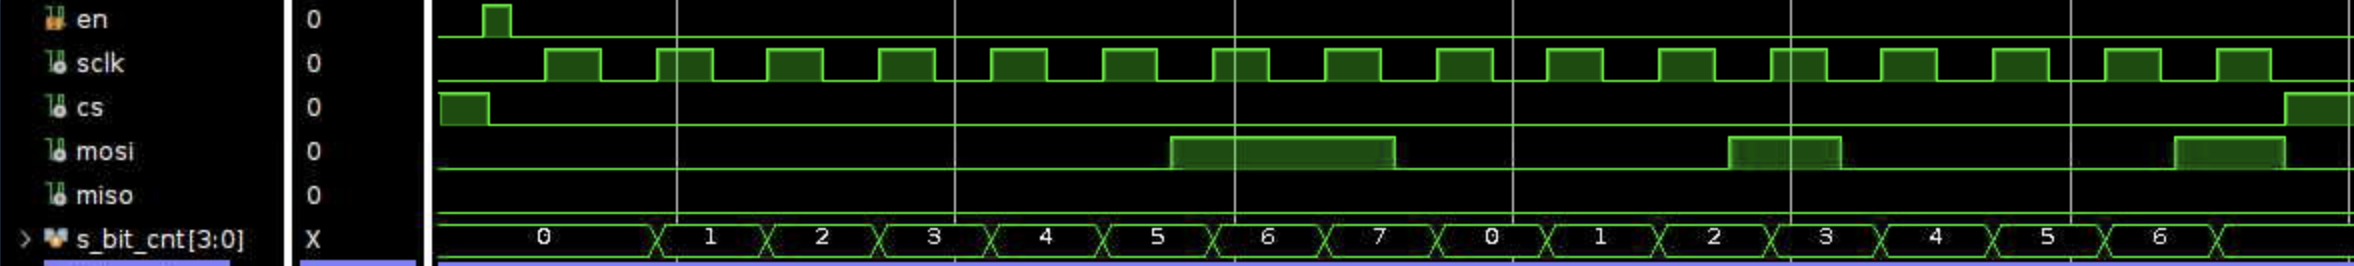 en 0
sclk 0
cs 0
mosi 0
miso 0
s_bit_cnt[3:0] X 0 1 2 3 4 5 6 7 0 1 2 3 4 5 6